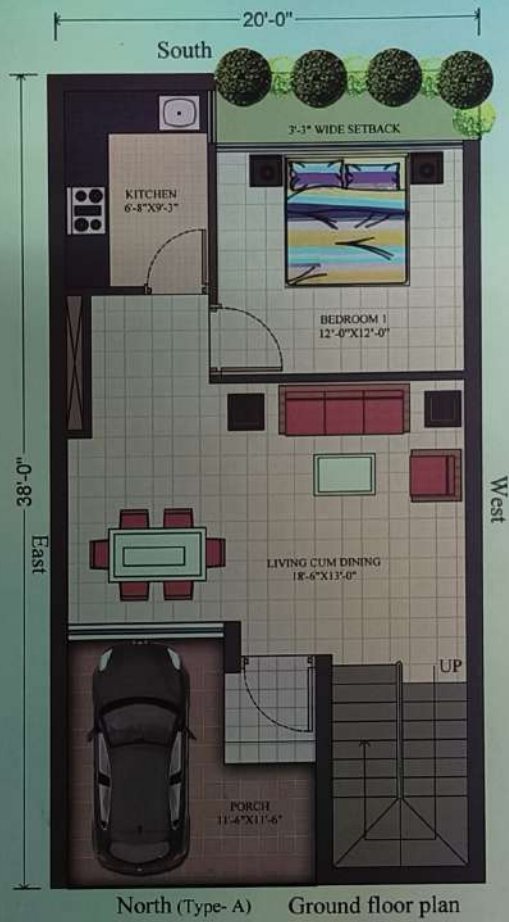 20'-0"
South
3'-3" WIDE SETBACK
KITCHEN
6'-8"X9'-3"
BEDROOM 1
12'-0"X12'-0"
38'-0"
East
West
LIVING CUM DINING
18'-6"X13'-0"
UP
PORCH
11'-6"X11'-6"
North (Type- A) Ground floor plan